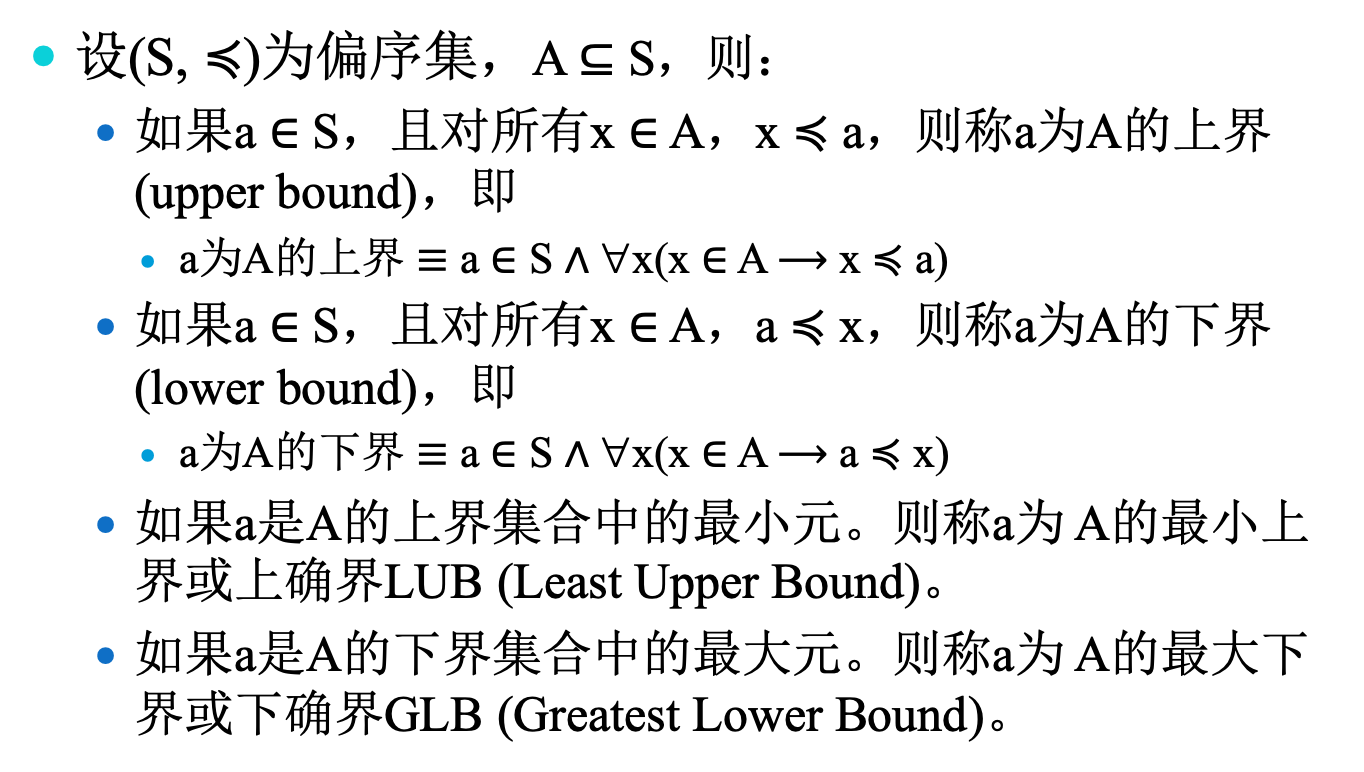 • 设(S, ≼)为偏序集，A ⊆ S，则：
• 如果a ∈ S，且对所有x ∈ A，x ≼ a，则称a为A的上界
(upper bound)，即
• a为A的上界 ≡ a ∈ S ∧ ∀x(x ∈ A ⟶ x ≼ a)
• 如果a ∈ S，且对所有x ∈ A，a ≼ x，则称a为A的下界
(lower bound)，即
• a为A的下界 ≡ a ∈ S ∧ ∀x(x ∈ A ⟶ a ≼ x)
• 如果a是A的上界集合中的最小元。则称a为 A的最小上
界或上确界LUB (Least Upper Bound)。
• 如果a是A的下界集合中的最大元。则称a为 A的最大下
界或下确界GLB (Greatest Lower Bound)。